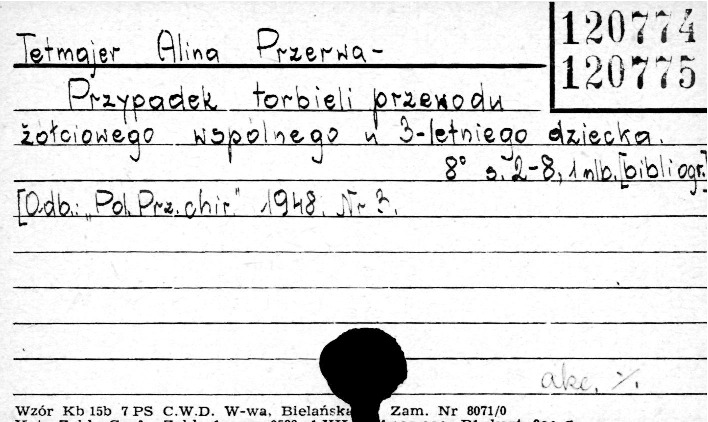 120774
120775
Tetmajer Alina Przerwa-
Przypadek torbieli przewodu
żółciowego wspólnego u 3-letniego dziecka.
8° s. 2-8, 1 nlb. [bibliogr.]
[Odb.: "Pol. Prz. chir." 1948. Nr 3.
akc. %.
Wzór Kb 15b 7 PS C.W.D. W-wa, Bielańska Zam. Nr 8071/0